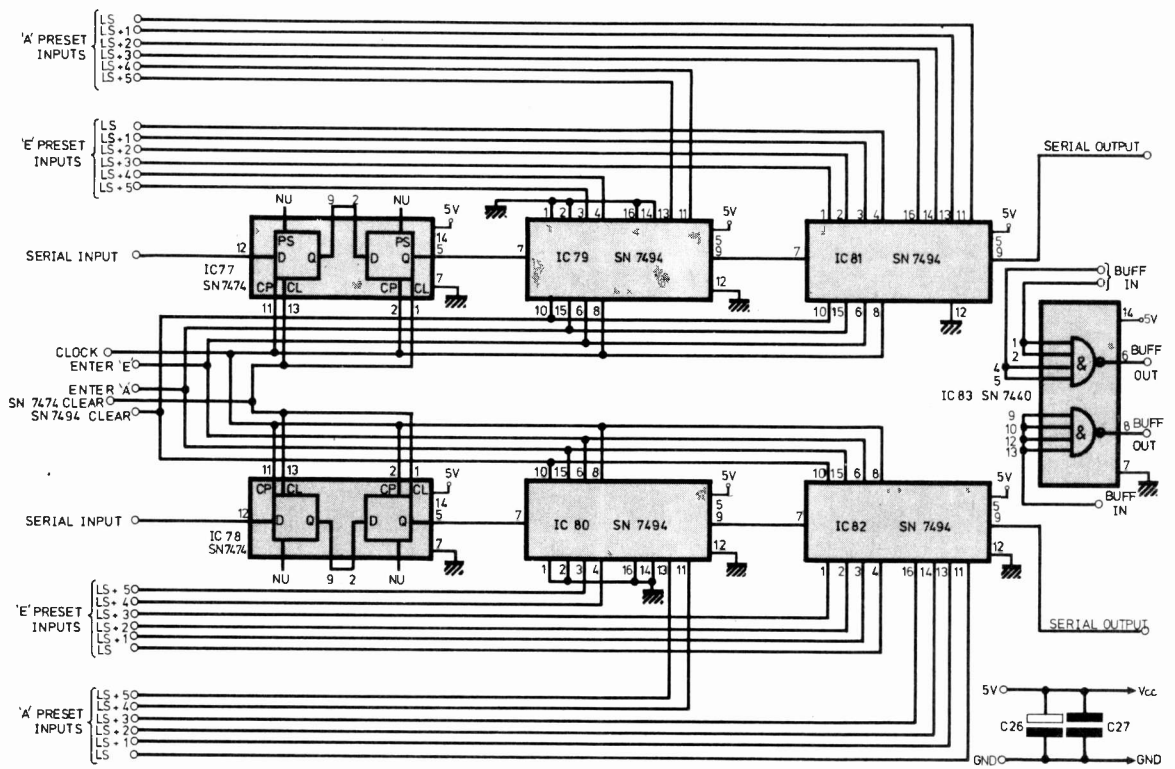 'A' PRESET INPUTS
LS
LS+1
LS+2
LS+3
LS+4
LS+5
'E' PRESET INPUTS
LS
LS+1
LS+2
LS+3
LS+4
LS+5
SERIAL OUTPUT
NU 9 2 NU
5V
PS PS
14
SERIAL INPUT 12 D Q D Q 5
IC77
SN7474
CP CL CP CL 7
11 13 2 1
1 2 3 4 16 14 13 11
5V
5
7 IC79 SN 7494 9
12
10 15 6 8
1 2 3 4 16 14 13 11
5V
5
7 IC81 SN 7494 9
10 15 6 8 12
BUFF IN
14 5V
1
2
4
5
& 6 BUFF OUT
IC83 SN 7440
9
10
12
13
& 8 BUFF OUT
7
BUFF IN
CLOCK
ENTER 'E'
ENTER 'A'
SN 7474 CLEAR
SN 7494 CLEAR
11 13 2 1
5V
CP CL CP CL
14
SERIAL INPUT 12 D Q D Q 5
IC 78
SN7474
7
NU 9 2 NU
10 15 6 8
5V
5
7 IC 80 SN 7494 9
12
1 2 3 4 16 14 13 11
10 15 6 8
5V
5
7 IC82 SN 7494 9
12
1 2 3 4 16 14 13 11
SERIAL OUTPUT
'E' PRESET INPUTS
LS+5
LS+4
LS+3
LS+2
LS+1
LS
'A' PRESET INPUTS
LS+5
LS+4
LS+3
LS+2
LS+1
LS
5V Vcc
C26 C27
GND GND